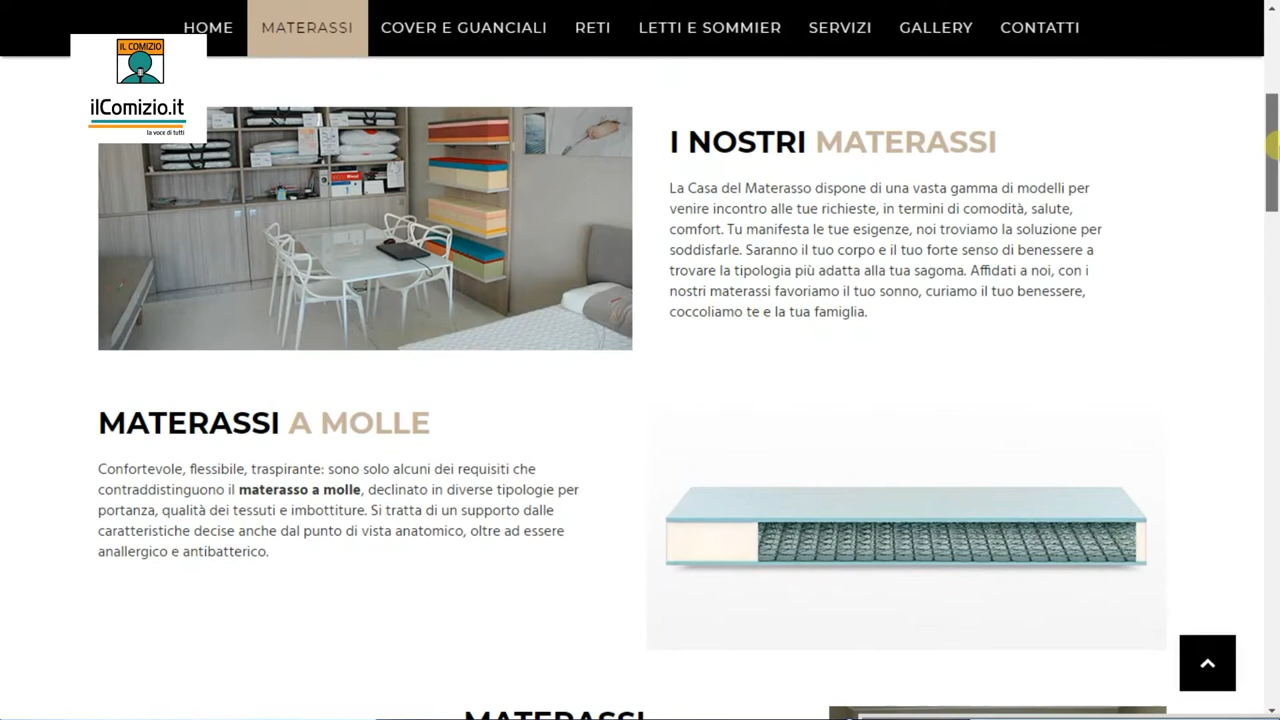 HOME MATERASSI COVER E GUANCIALI RETI LETTI E SOMMIER SERVIZI GALLERY CONTATTI
IL COMIZIO
ilComizio.it
la voce di tutti
I NOSTRI MATERASSI
La Casa del Materasso dispone di una vasta gamma di modelli per
venire incontro alle tue richieste, in termini di comodità, salute,
comfort. Tu manifesta le tue esigenze, noi troviamo la soluzione per
soddisfarle. Saranno il tuo corpo e il tuo forte senso di benessere a
trovare la tipologia più adatta alla tua sagoma. Affidati a noi, con i
nostri materassi favoriamo il tuo sonno, curiamo il tuo benessere,
coccoliamo te e la tua famiglia.
MATERASSI A MOLLE
Confortevole, flessibile, traspirante: sono solo alcuni dei requisiti che
contraddistinguono il materasso a molle, declinato in diverse tipologie per
portanza, qualità dei tessuti e imbottiture. Si tratta di un supporto dalle
caratteristiche decise anche dal punto di vista anatomico, oltre ad essere
anallergico e antibatterico.
MATERASSI